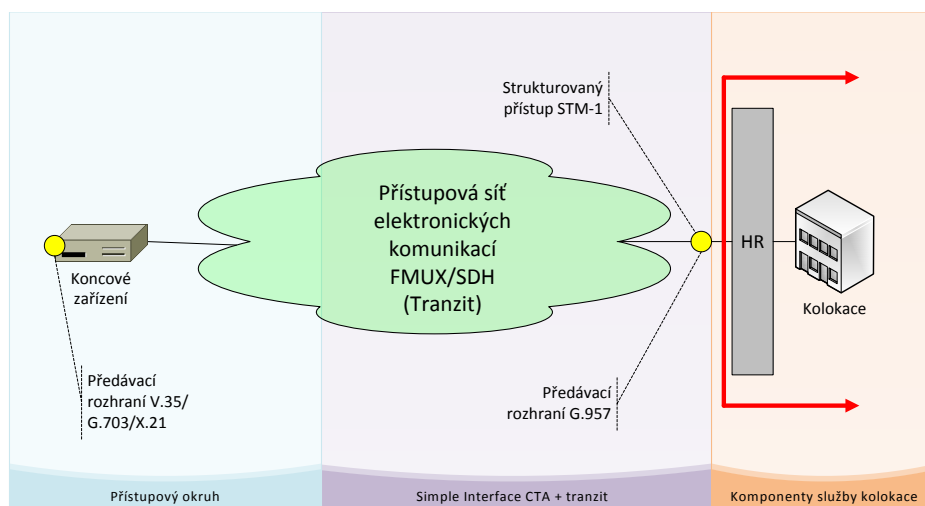 Strukturovaný
přístup STM-1
Přístupová síť
elektronických
komunikací
FMUX/SDH
(Tranzit)
HR
Koncové
zařízení
Kolokace
Předávací
rozhraní V.35/
G.703/X.21
Předávací
rozhraní G.957
Přístupový okruh
Simple Interface CTA + tranzit
Komponenty služby kolokace